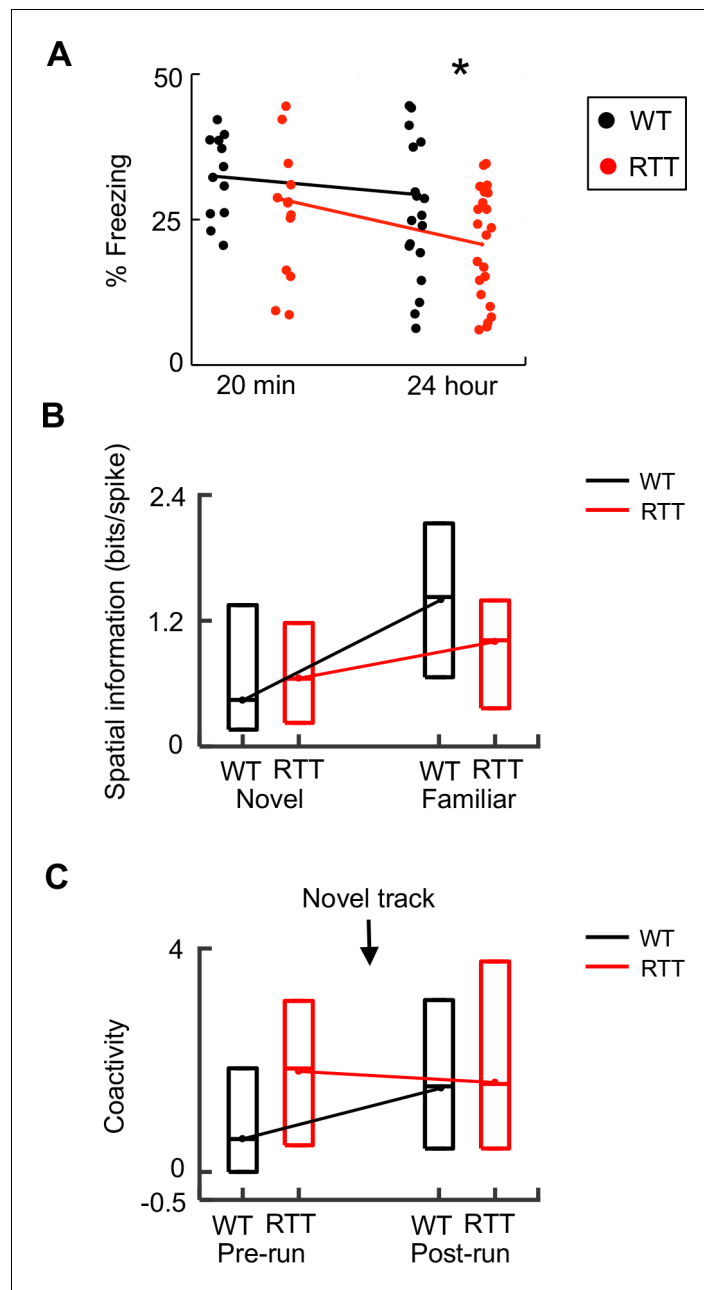 A
*
50
% Freezing
25
0
20 min
24 hour
WT
RTT
B
Spatial information (bits/spike)
2.4
1.2
0
WT RTT
Novel
WT RTT
Familiar
WT
RTT
C
Novel track
WT
RTT
4
Coactivity
0
-0.5
WT RTT
Pre-run
WT RTT
Post-run